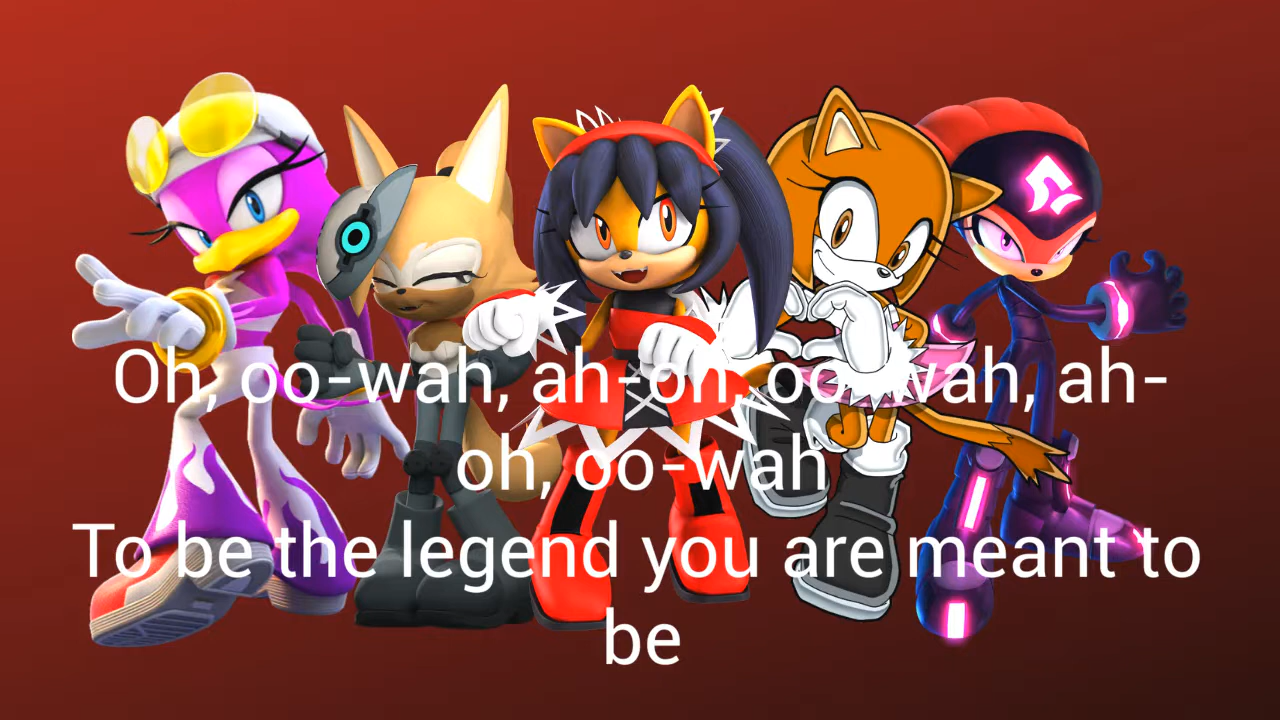 Oh, oo-wah, ah-oh, oo-wah, ah-
oh, oo-wah
To be the legend you are meant to
be